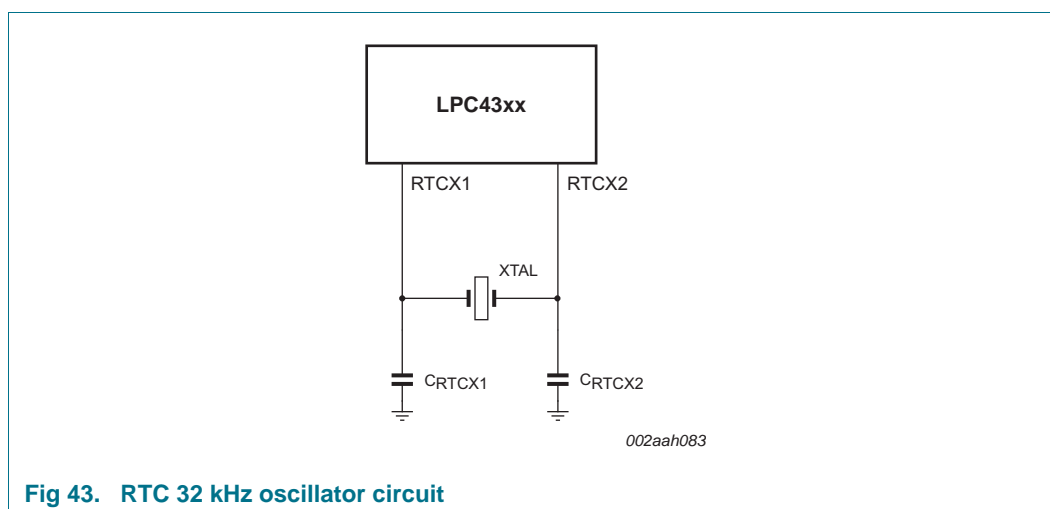 LPC43xx
RTCX1
RTCX2
XTAL
CRTCX1
CRTCX2
002aah083
Fig 43. RTC 32 kHz oscillator circuit